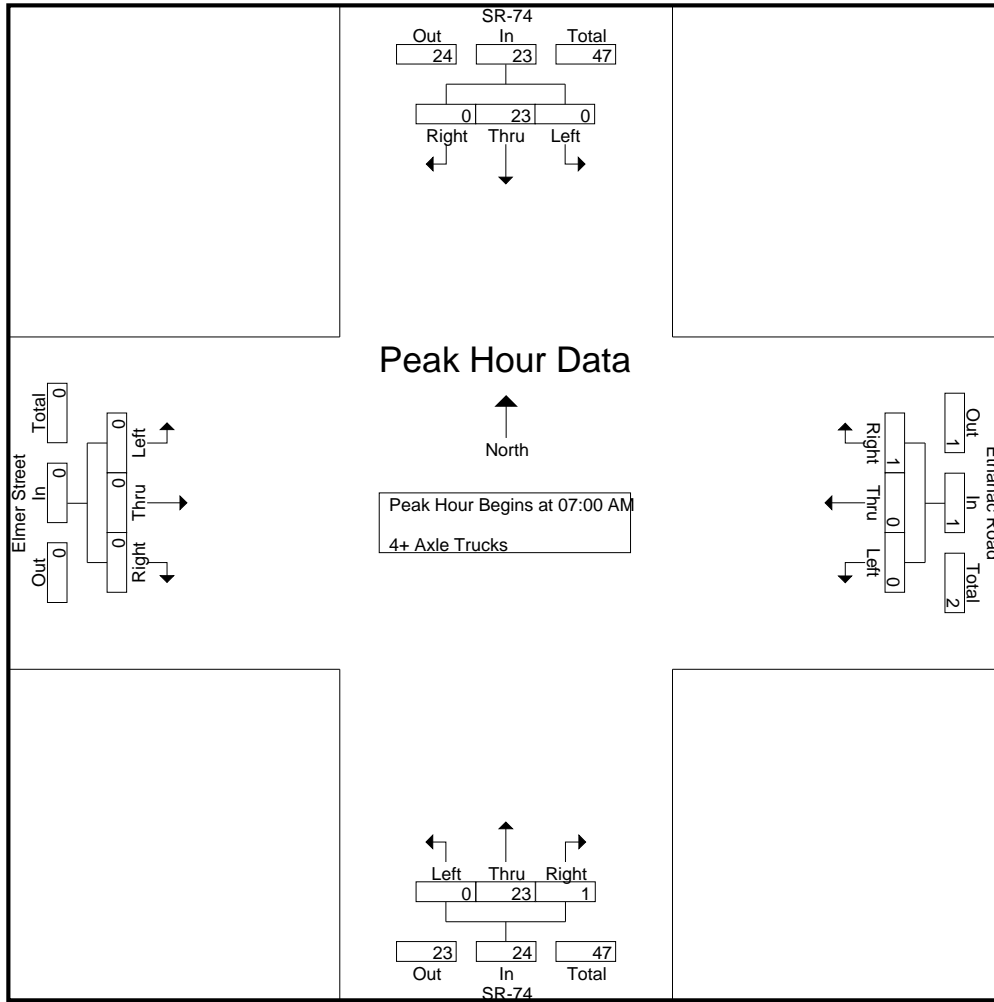 SR-74
Out In Total
24 23 47
0 23 0
Right Thru Left
Peak Hour Data
North
Peak Hour Begins at 07:00 AM
4+ Axle Trucks
Elmer Street
Total In Out
0 0 0
0 0 0
Left Thru Right
Right Thru Left
1 0 0
1 1 2
Out In Total
Road
Left Thru Right
0 23 1
23 24 47
Out In Total
SR-74